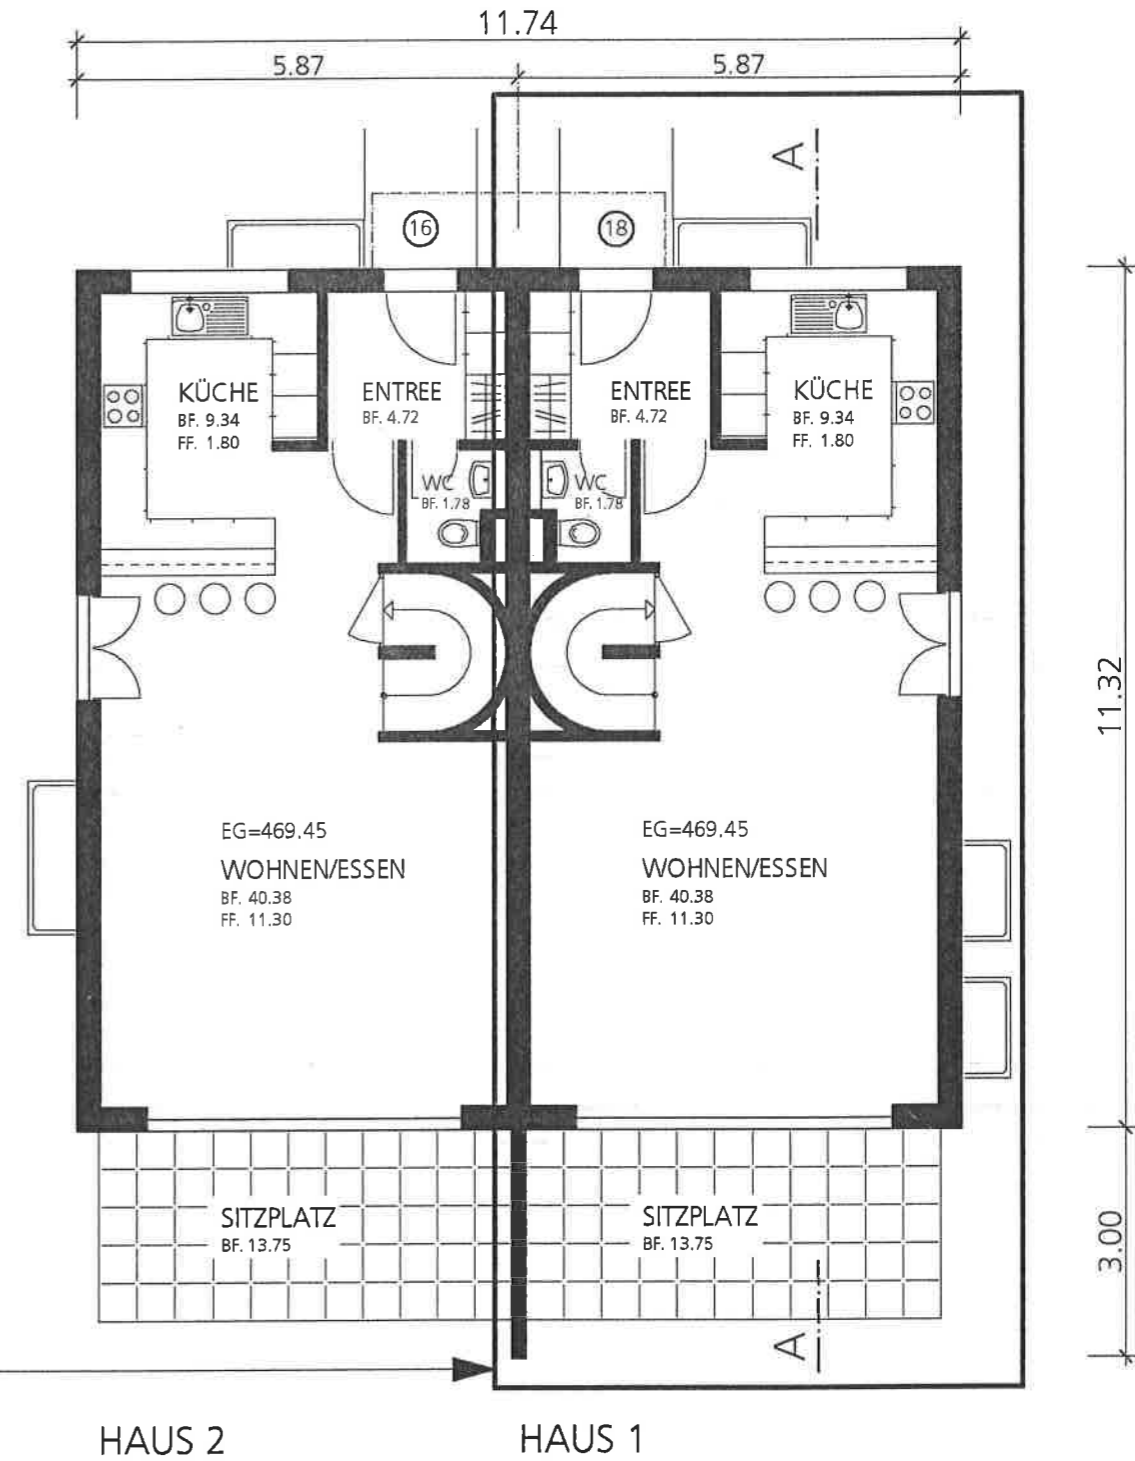 11.74
5.87
5.87
A
16
18
KÜCHE
BF. 9.34
FF. 1.80
ENTREE
BF. 4.72
ENTREE
BF. 4.72
KÜCHE
BF. 9.34
FF. 1.80
WC
BF. 1.78
WC
BF. 1.78
11.32
EG=469.45
WOHNEN/ESSEN
BF. 40.38
FF. 11.30
EG=469.45
WOHNEN/ESSEN
BF. 40.38
FF. 11.30
SITZPLATZ
BF. 13.75
SITZPLATZ
BF. 13.75
3.00
A
HAUS 2
HAUS 1